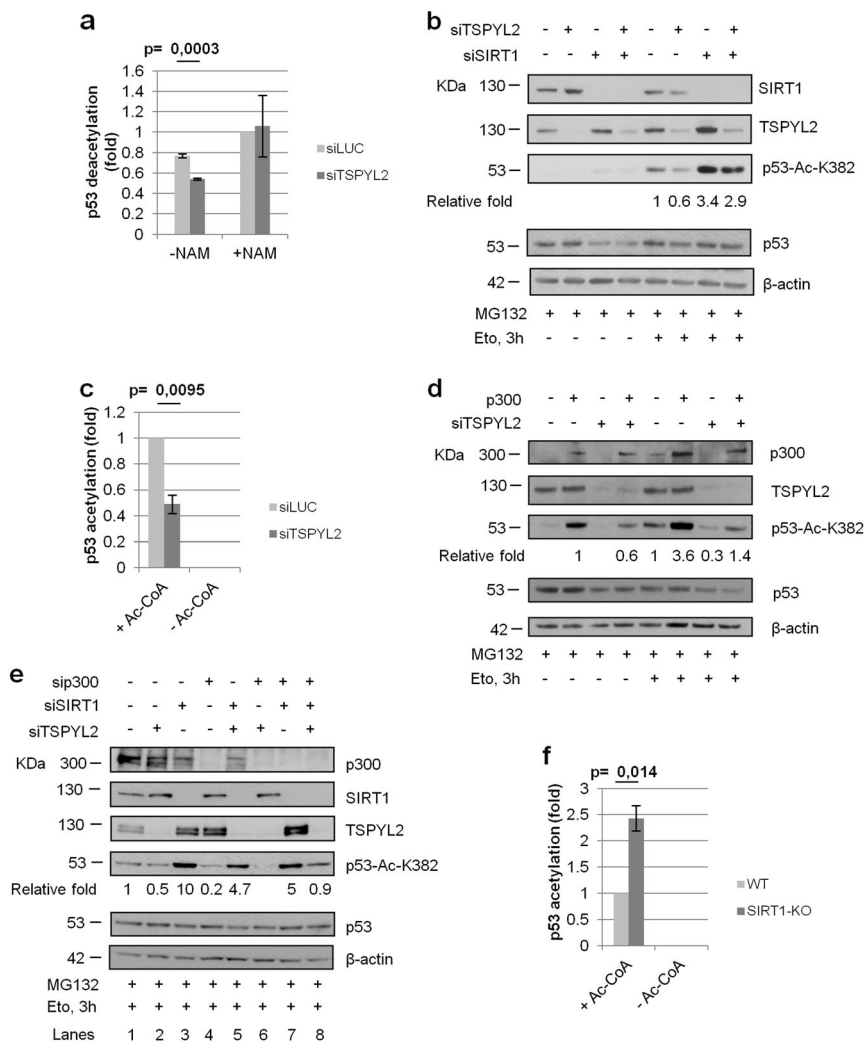 a
p= 0,0003
p53 deacetylation (fold)
1.6
1.4
1.2
1
0.8
0.6
0.4
0.2
0
-NAM +NAM
siLUC
siTSPYL2
b
siTSPYL2 - + - + - + - +
siSIRT1 - - + + - - + +
KDa 130 SIRT1
130 TSPYL2
53 p53-Ac-K382
Relative fold 1 0.6 3.4 2.9
53 p53
42 β-actin
MG132 + + + + + + + +
Eto, 3h - - - - + + + +
c
p= 0,0095
p53 acetylation (fold)
1.2
1
0.8
0.6
0.4
0.2
0
+ Ac-CoA - Ac-CoA
siLUC
siTSPYL2
d
p300 - + - + - + - +
siTSPYL2 - - + + - - + +
KDa 300 p300
130 TSPYL2
53 p53-Ac-K382
Relative fold 1 0.6 1 3.6 0.3 1.4
53 p53
42 β-actin
MG132 + + + + + + + +
Eto, 3h - - - - + + + +
e
sip300 - - - + - + + +
siSIRT1 - - + - + - + +
siTSPYL2 - + - - + + - +
KDa 300 p300
130 SIRT1
130 TSPYL2
53 p53-Ac-K382
Relative fold 1 0.5 10 0.2 4.7 5 0.9
53 p53
42 β-actin
MG132 + + + + + + + +
Eto, 3h + + + + + + + +
Lanes 1 2 3 4 5 6 7 8
f
p= 0,014
p53 acetylation (fold)
3
2.5
2
1.5
1
0.5
0
+ Ac-CoA - Ac-CoA
WT
SIRT1-KO